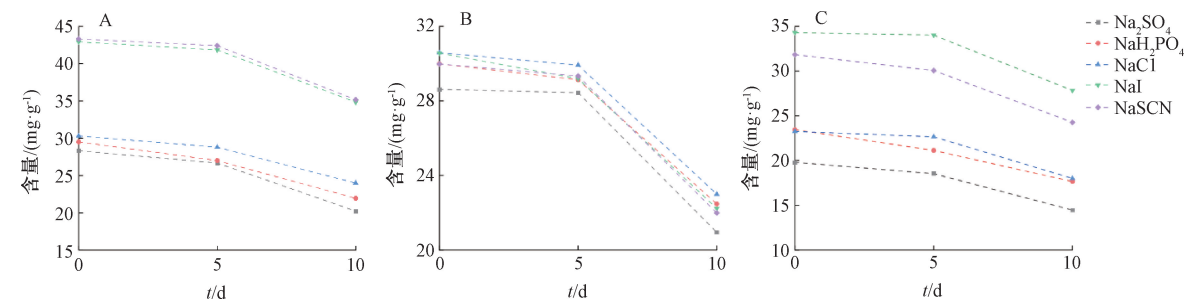 A
45
40
35
30
25
20
15
含量/(mg·g⁻¹)
0 5 10
t/d
B
32
28
24
20
含量/(mg·g⁻¹)
0 5 10
t/d
C
35
30
25
20
15
10
含量/(mg·g⁻¹)
0 5 10
t/d
Na₂SO₄
NaH₂PO₄
NaCl
NaI
NaSCN